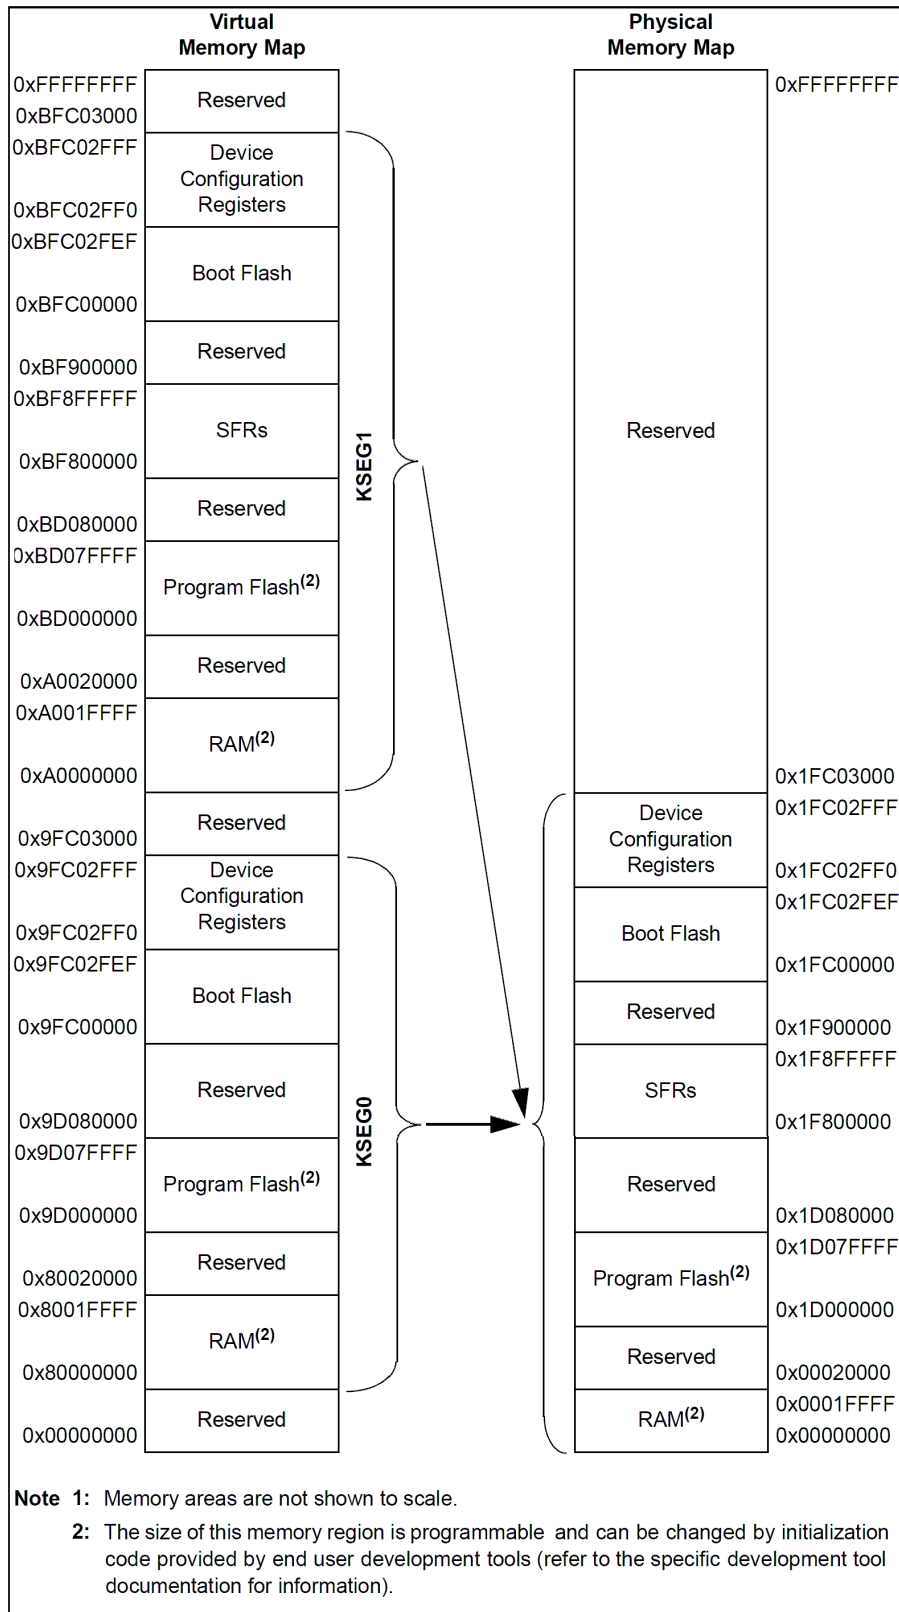 Virtual
Memory Map
Physical
Memory Map
0xFFFFFFFF
Reserved
0xFFFFFFFF
0xBFC03000
0xBFC02FFF
Device
Configuration
Registers
0xBFC02FF0
0xBFC02FEF
Boot Flash
0xBFC00000
Reserved
0xBF900000
0xBF8FFFFF
SFRs
Reserved
KSEG1
0xBF800000
Reserved
0xBD080000
0xBD07FFFF
Program Flash(2)
0xBD000000
Reserved
0xA0020000
0xA001FFFF
RAM(2)
0xA0000000
0x1FC03000
Reserved
0x9FC03000
Device
Configuration
Registers
0x1FC02FFF
0x9FC02FFF
Device
Configuration
Registers
0x1FC02FF0
0x9FC02FF0
0x1FC02FEF
Boot Flash
0x9FC02FEF
Boot Flash
0x1FC00000
0x9FC00000
Reserved
0x1F900000
Reserved
0x1F8FFFFF
SFRs
0x9D080000
KSEG0
0x1F800000
0x9D07FFFF
Program Flash(2)
Reserved
0x9D000000
0x1D080000
Reserved
0x1D07FFFF
0x80020000
Program Flash(2)
0x8001FFFF
0x1D000000
RAM(2)
Reserved
0x80000000
0x00020000
Reserved
RAM(2)
0x0001FFFF
0x00000000
0x00000000
Note 1: Memory areas are not shown to scale.
2: The size of this memory region is programmable and can be changed by initialization
code provided by end user development tools (refer to the specific development tool
documentation for information).